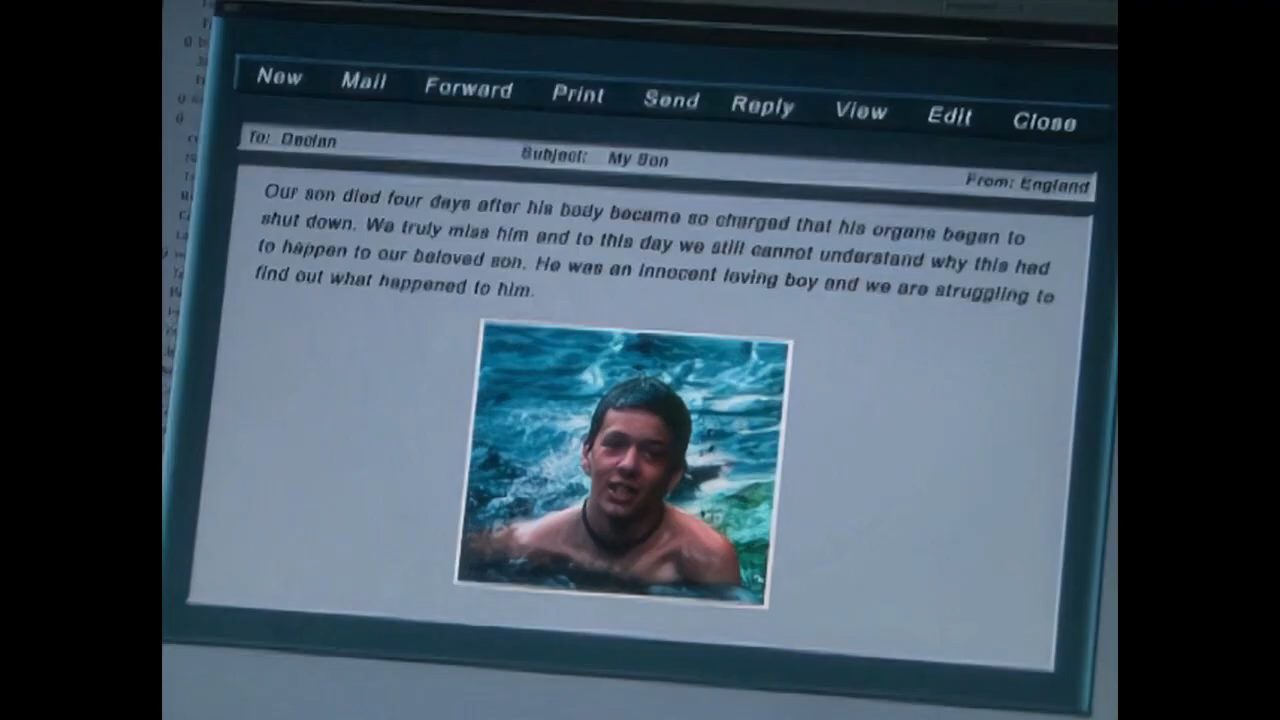 New Mail Forward Print Send Reply View Edit Close
To: Declan Subject: My Son From: England
Our son died four days after his body became so charged that his organs began to
shut down. We truly miss him and to this day we still cannot understand why this had
to happen to our beloved son. He was an innocent loving boy and we are struggling to
find out what happened to him.